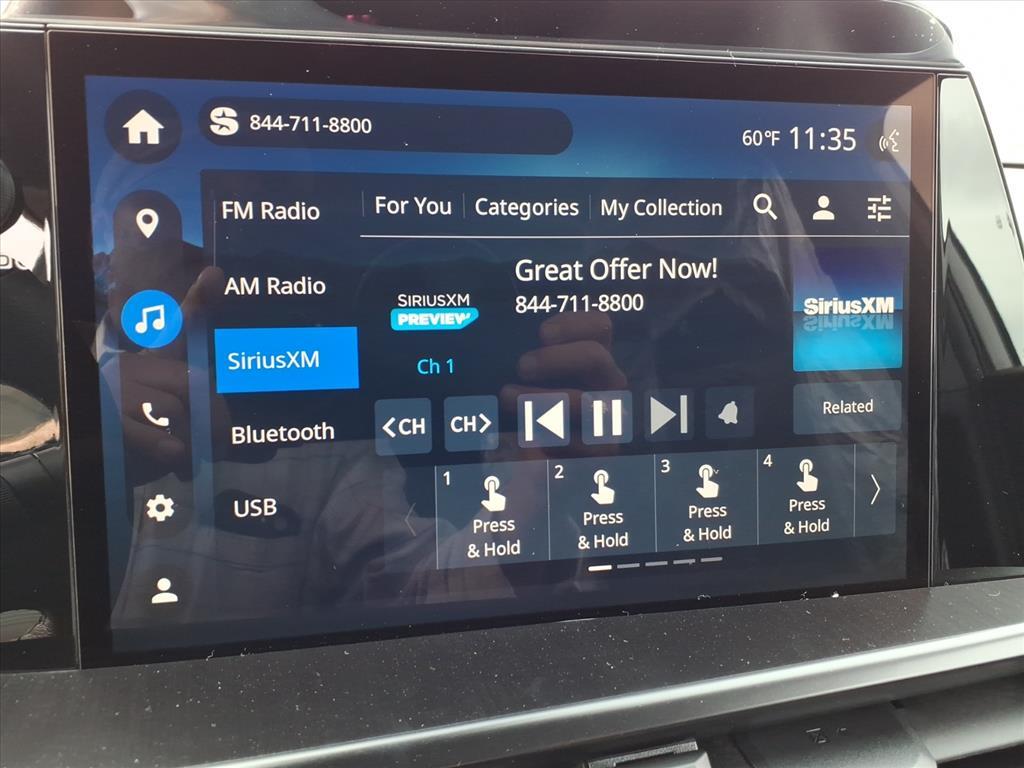 844-711-8800
60°F 11:35
FM Radio
For You
Categories
My Collection
AM Radio
SIRIUSXM
PREVIEW
Great Offer Now!
844-711-8800
SiriusXM
SiriusXM
Ch 1
Bluetooth
<CH
CH>
Related
USB
1
Press
& Hold
2
Press
& Hold
3
Press
& Hold
4
Press
& Hold